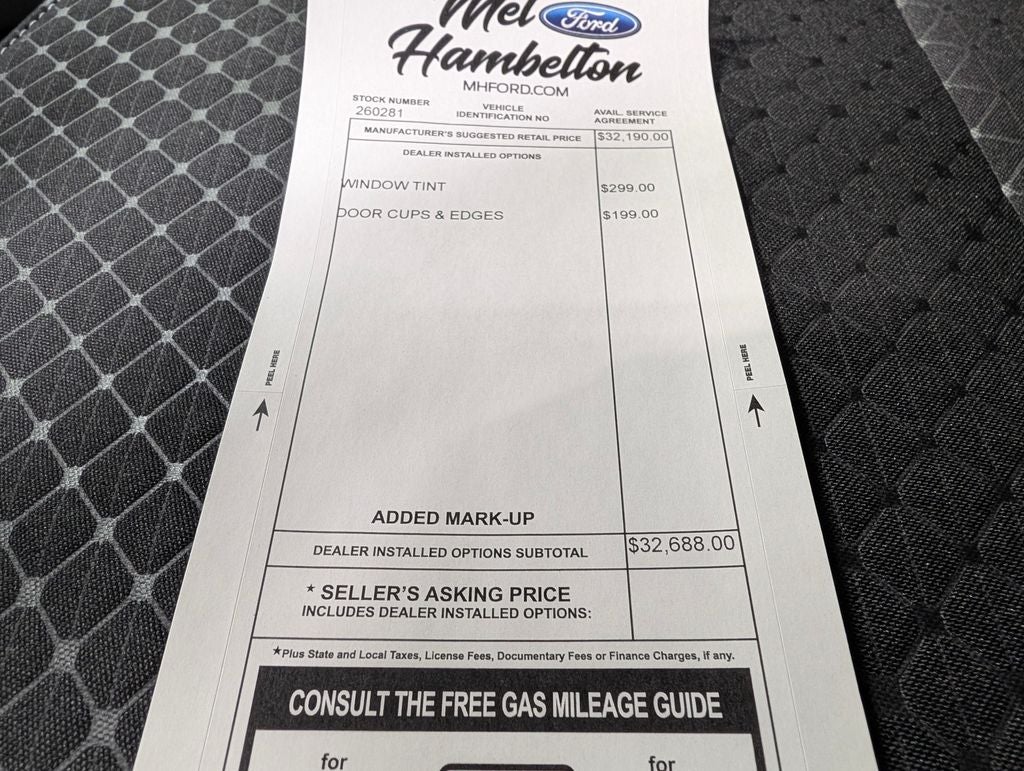 Mel Ford
Hambelton
MHFORD.COM
STOCK NUMBER
260281
VEHICLE
IDENTIFICATION NO
AVAIL. SERVICE
AGREEMENT
MANUFACTURER'S SUGGESTED RETAIL PRICE $32,190.00
DEALER INSTALLED OPTIONS
WINDOW TINT $299.00
DOOR CUPS & EDGES $199.00
PEEL HERE
PEEL HERE
ADDED MARK-UP
DEALER INSTALLED OPTIONS SUBTOTAL $32,688.00
* SELLER'S ASKING PRICE
INCLUDES DEALER INSTALLED OPTIONS:
★Plus State and Local Taxes, License Fees, Documentary Fees or Finance Charges, if any.
CONSULT THE FREE GAS MILEAGE GUIDE
for for